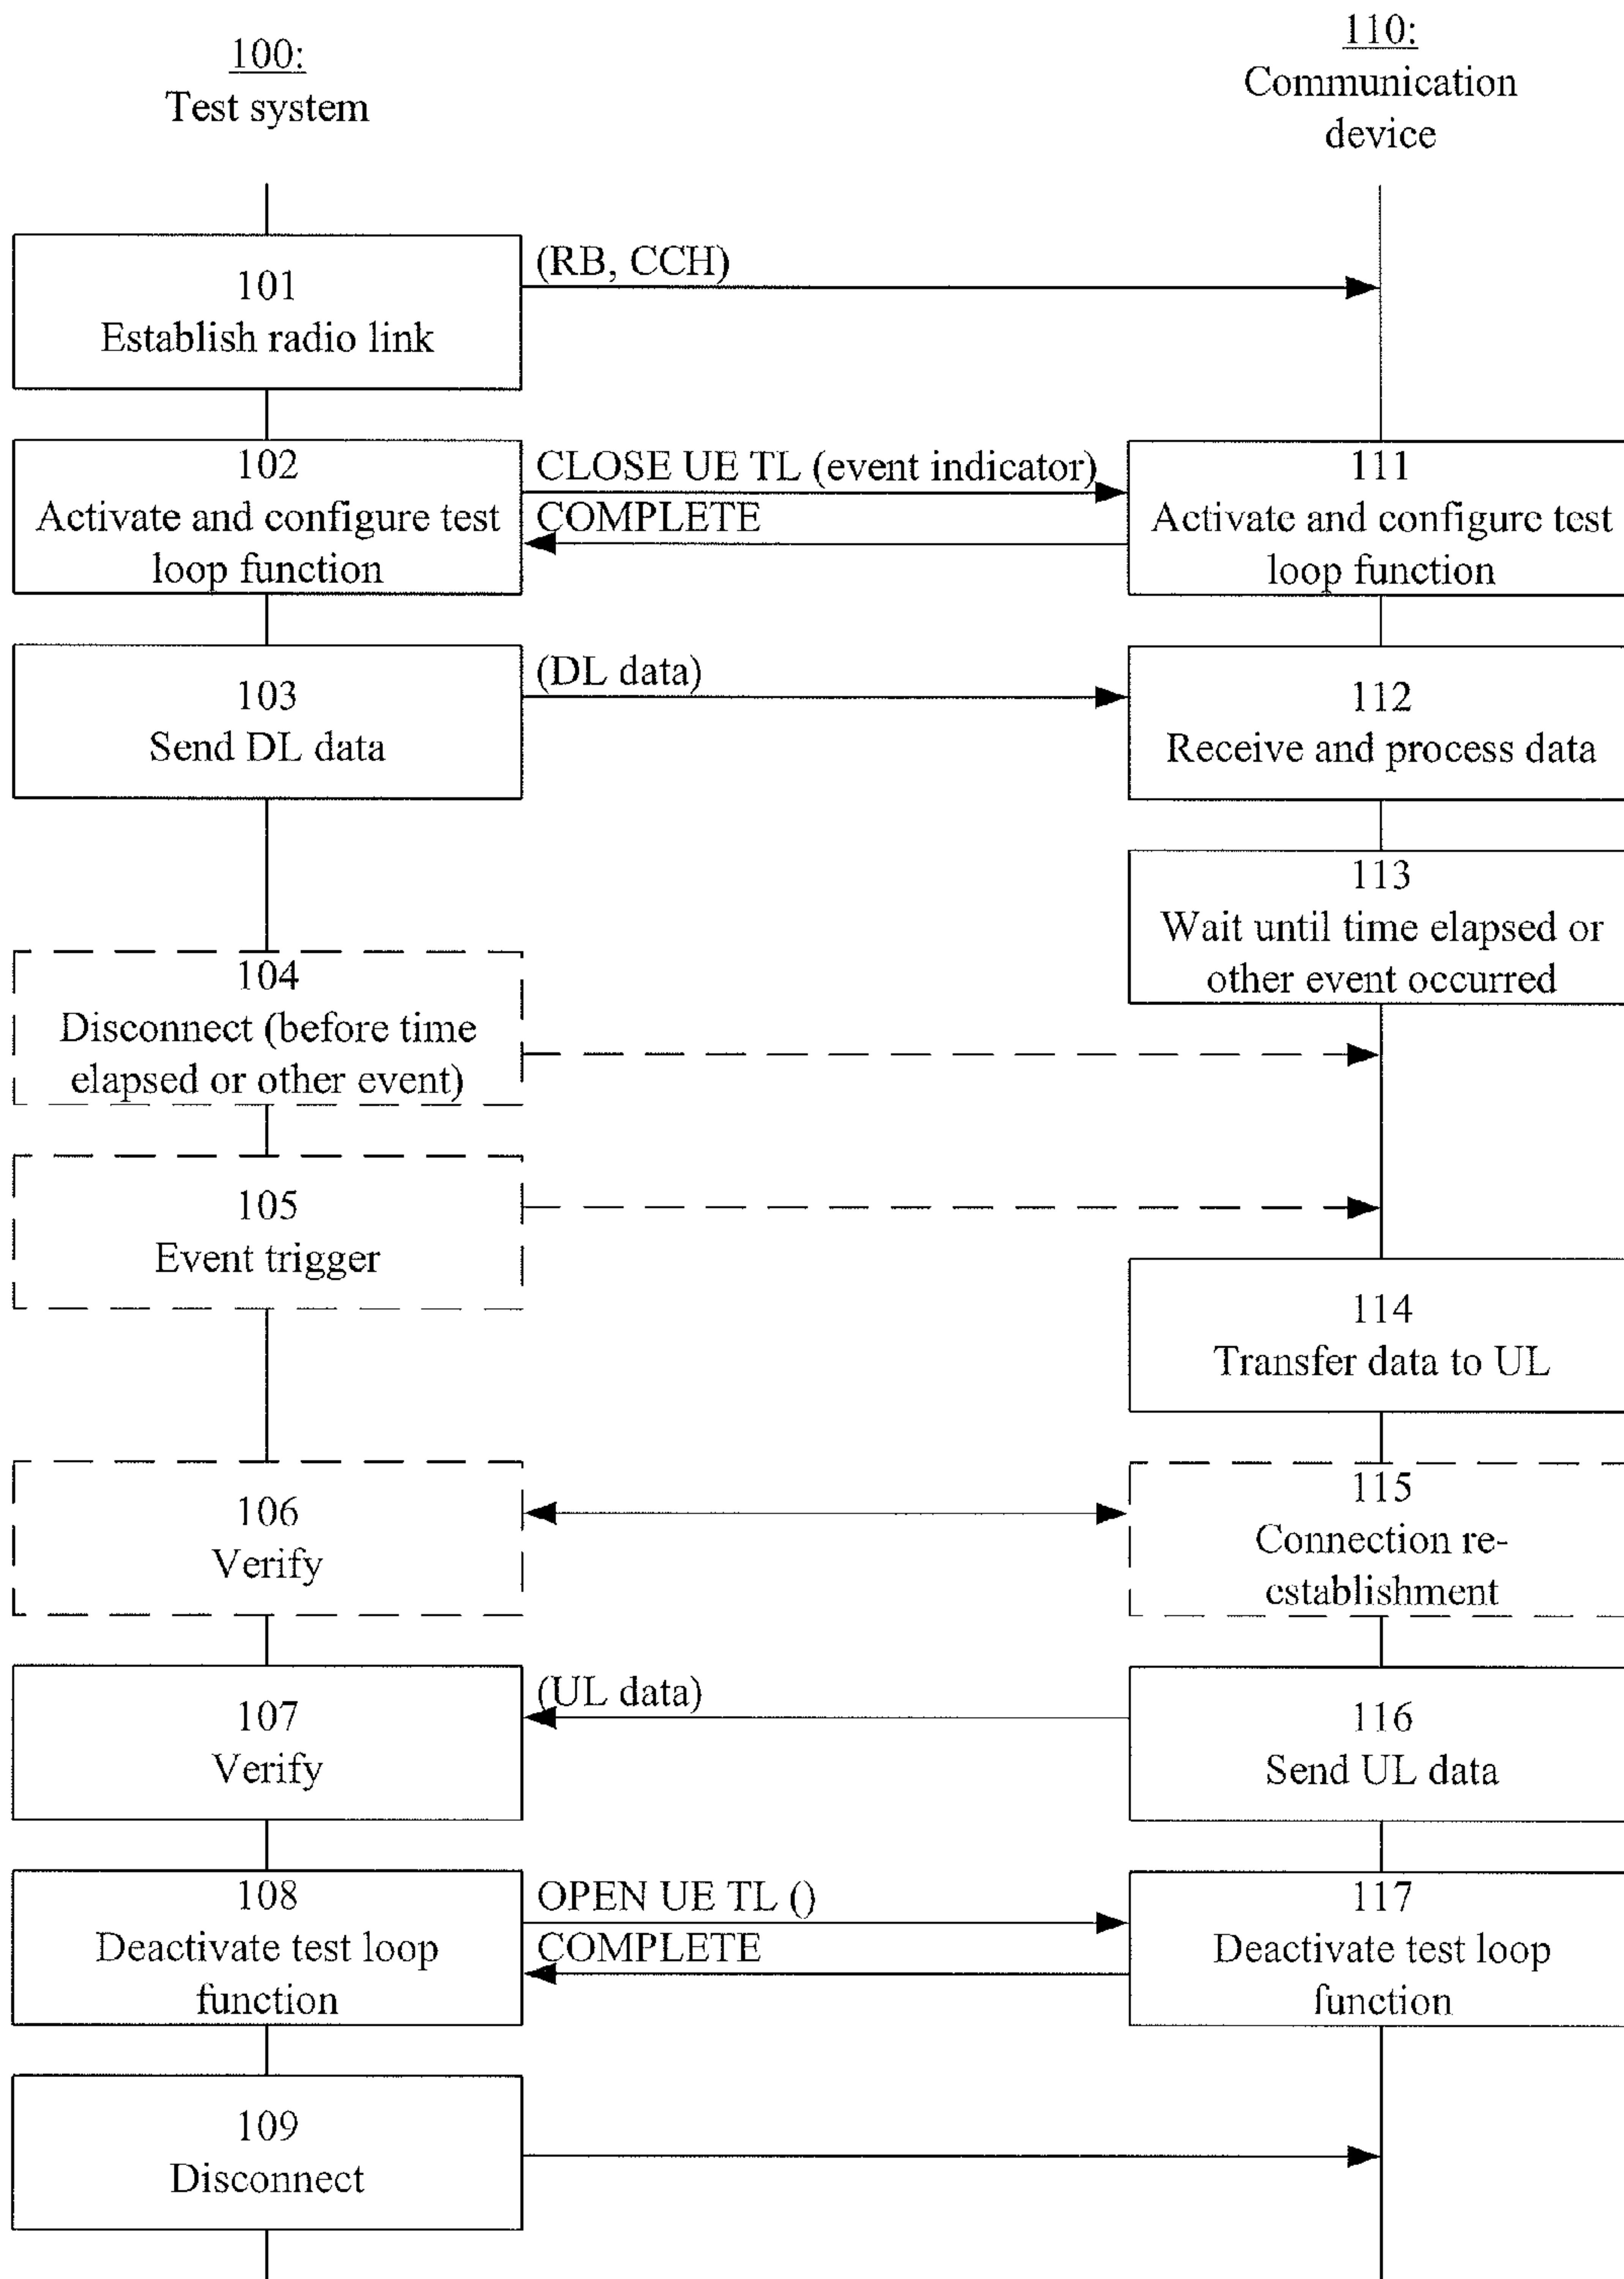 100:
Test system
110:
Communication
device
101
Establish radio link
(RB, CCH)
102
Activate and configure test
loop function
CLOSE UE TL (event indicator)
COMPLETE
111
Activate and configure test
loop function
103
Send DL data
(DL data)
112
Receive and process data
113
Wait until time elapsed or
other event occurred
104
Disconnect (before time
elapsed or other event)
105
Event trigger
114
Transfer data to UL
106
Verify
115
Connection re-
establishment
107
Verify
(UL data)
116
Send UL data
108
Deactivate test loop
function
OPEN UE TL ()
COMPLETE
117
Deactivate test loop
function
109
Disconnect